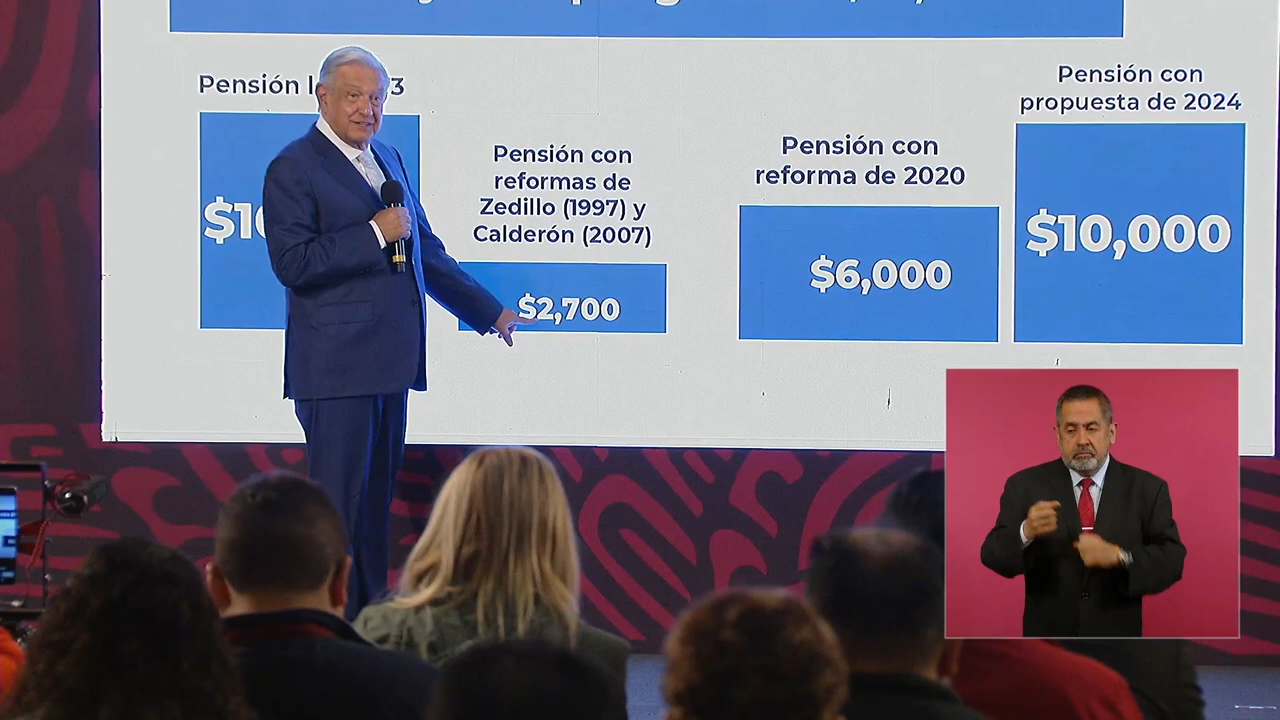 Pensión
Pensión con
reformas de
Zedillo (1997) y
Calderón (2007)
$2,700
Pensión con
reforma de 2020
$6,000
Pensión con
propuesta de 2024
$10,000